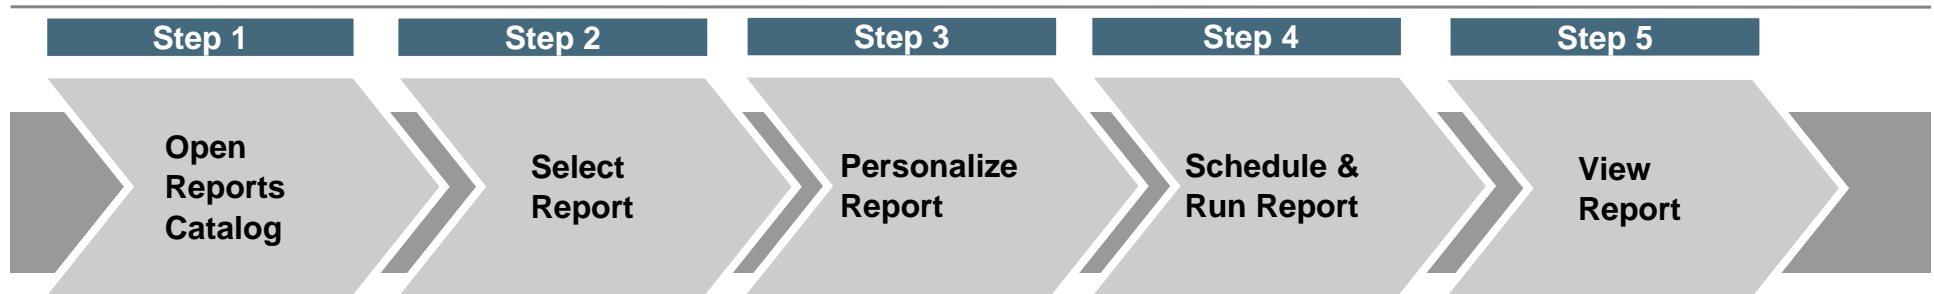 Step 1
Step 2
Step 3
Step 4
Step 5
Open
Reports
Catalog
Select
Report
Personalize
Report
Schedule &
Run Report
View
Report